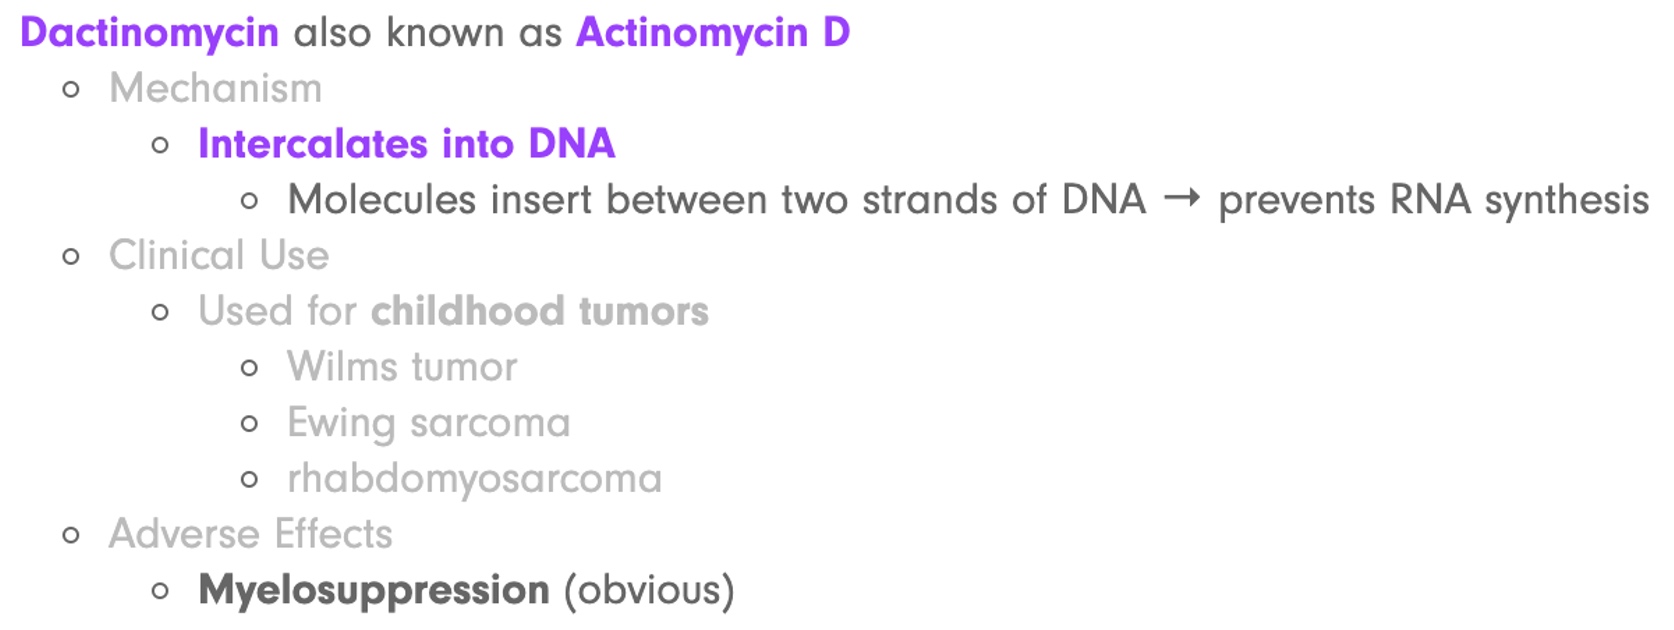 Dactinomycin also known as Actinomycin D
Mechanism
Intercalates into DNA
Molecules insert between two strands of DNA → prevents RNA synthesis
Clinical Use
Used for childhood tumors
Wilms tumor
Ewing sarcoma
rhabdomyosarcoma
Adverse Effects
Myelosuppression (obvious)